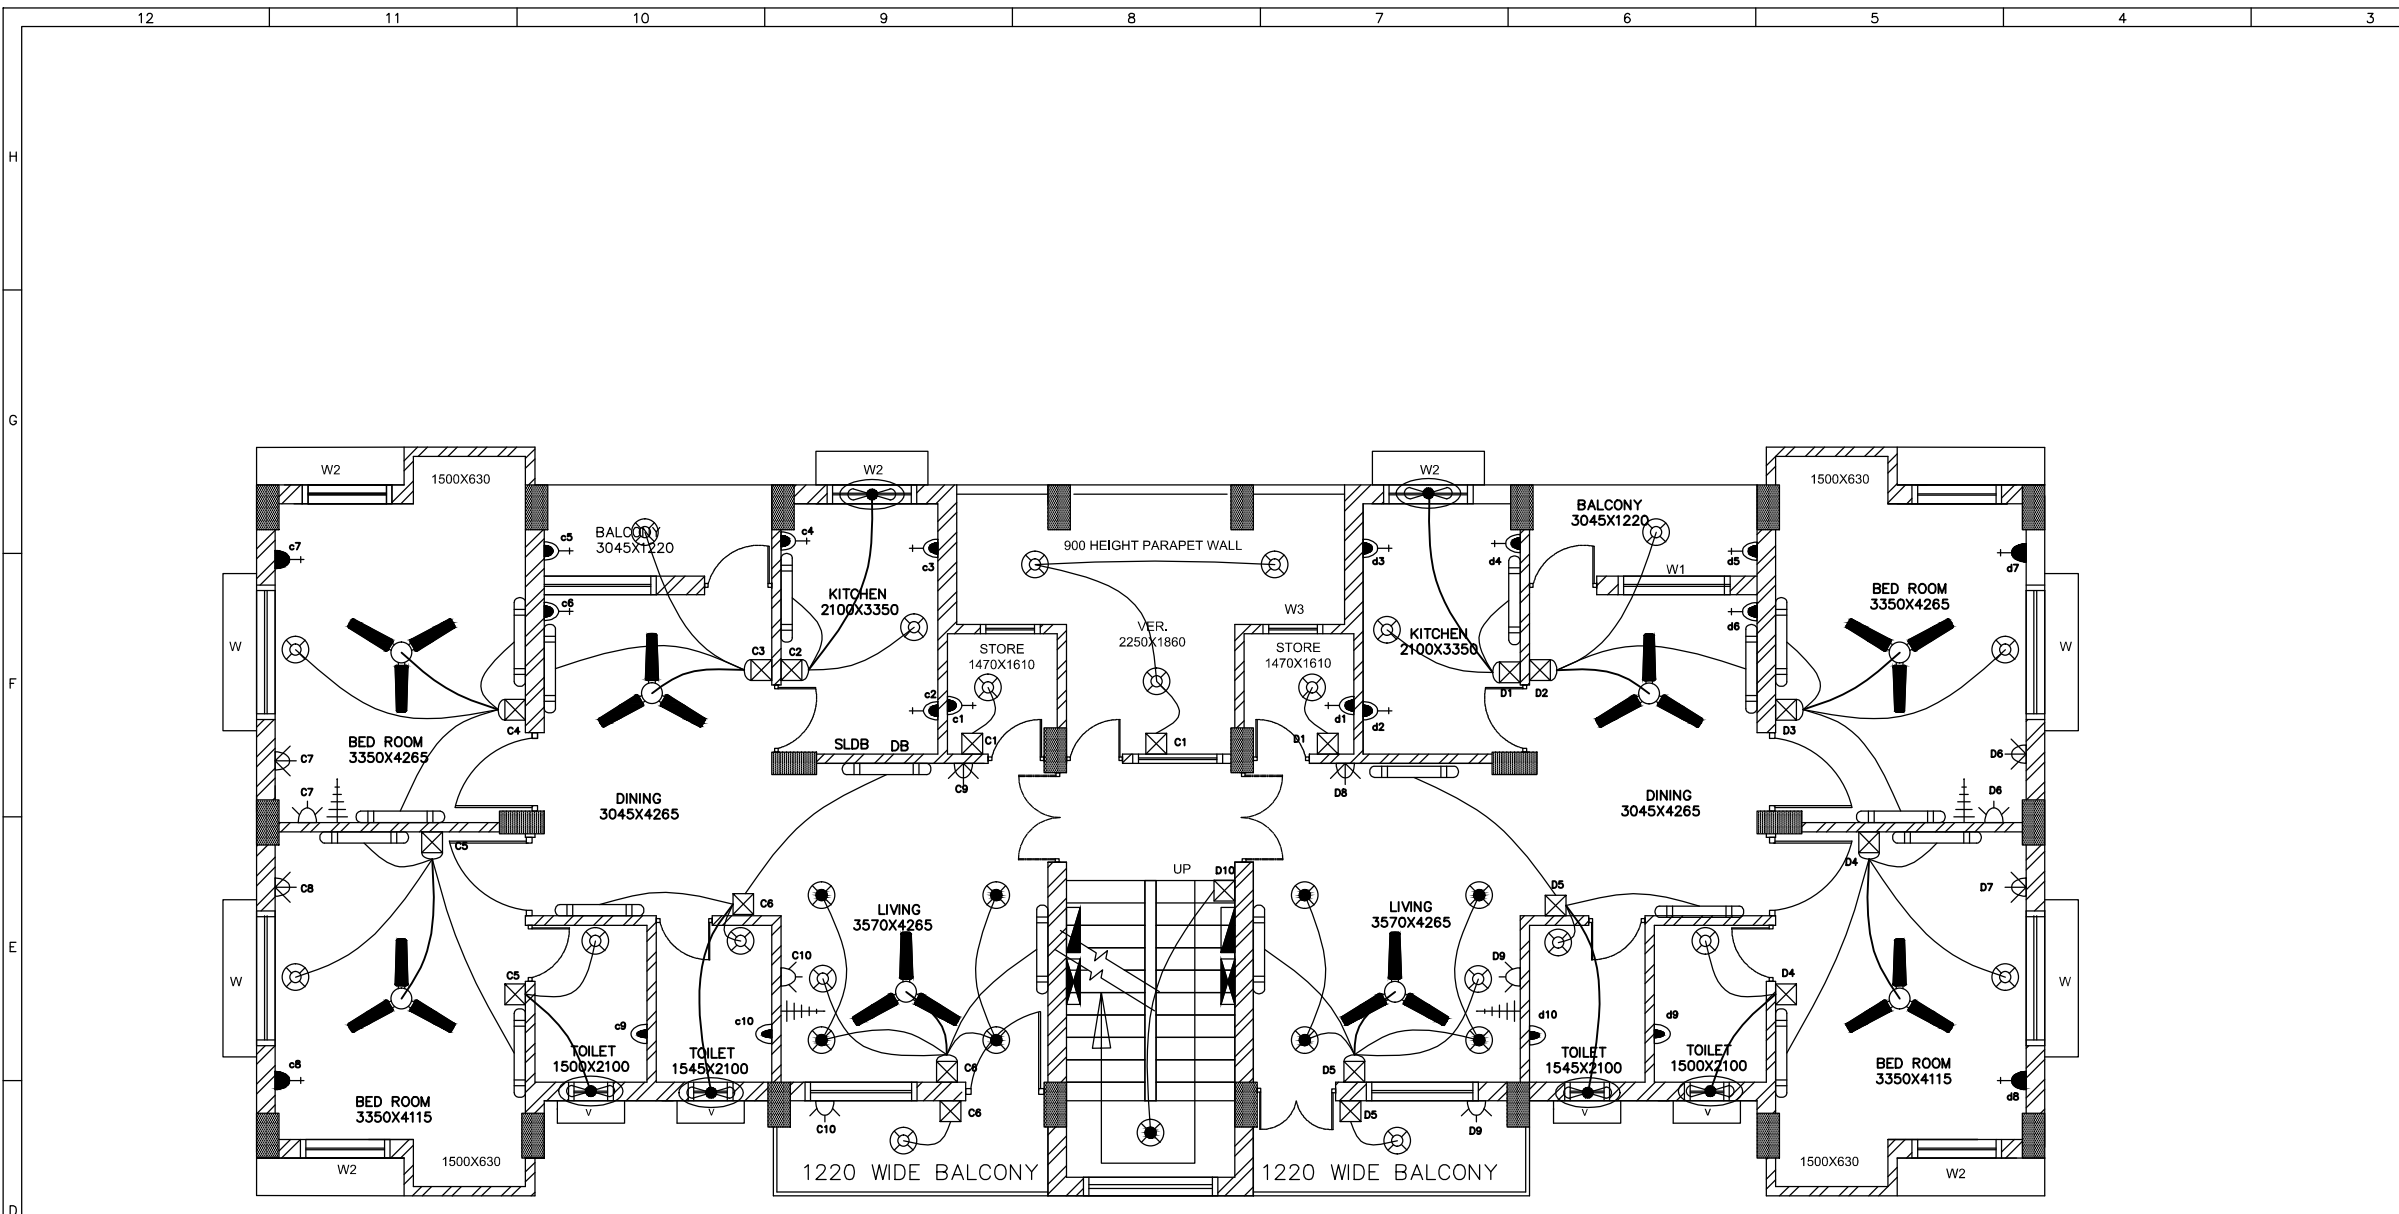 12 11 10 9 8 7 6 5 4 3
H
G
F
E
D
W2
1500X630
W2
W2
1500X630
c7
c5
BALCONY
3045X1220
c4
c3
900 HEIGHT PARAPET WALL
d3
d4
BALCONY
3045X1220
d5
d7
W1
c6
KITCHEN
2100X3350
W3
VER.
2250X1860
d6
BED ROOM
3350X4265
W
C3
C2
STORE
1470X1610
STORE
1470X1610
KITCHEN
2100X3350
W
D1
D2
c2
c1
d1
d2
C4
D3
BED ROOM
3350X4265
SLDB
DB
C1
C1
D1
C7
D6
C7
C9
D8
D6
DINING
3045X4265
DINING
3045X4265
C5
D4
C8
UP
D10
D5
D7
C6
LIVING
3570X4265
LIVING
3570X4265
C10
D9
W
C5
D4
W
c9
c10
d10
d9
TOILET
1500X2100
TOILET
1545X2100
TOILET
1545X2100
TOILET
1500X2100
c8
C6
D5
BED ROOM
3350X4265
d8
BED ROOM
3350X4115
BED ROOM
3350X4115
V
V
C10
C6
D5
D9
V
V
W2
1500X630
1220 WIDE BALCONY
1220 WIDE BALCONY
1500X630
W2